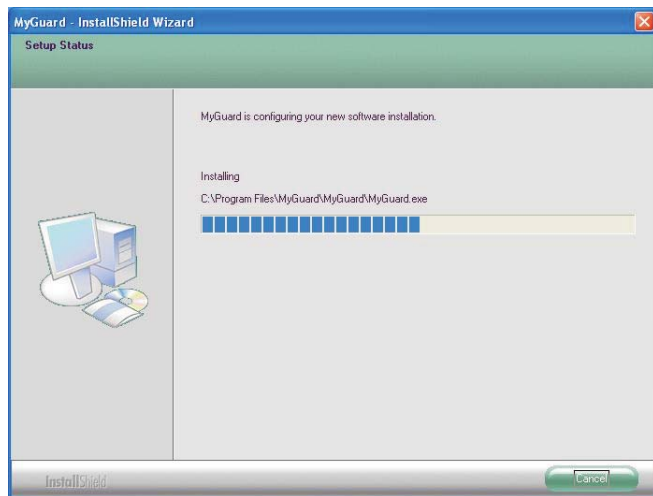 MyGuard - InstallShield Wizard
Setup Status
MyGuard is configuring your new software installation.
Installing
C:\Program Files\MyGuard\MyGuard\MyGuard.exe
InstallShield
Cancel